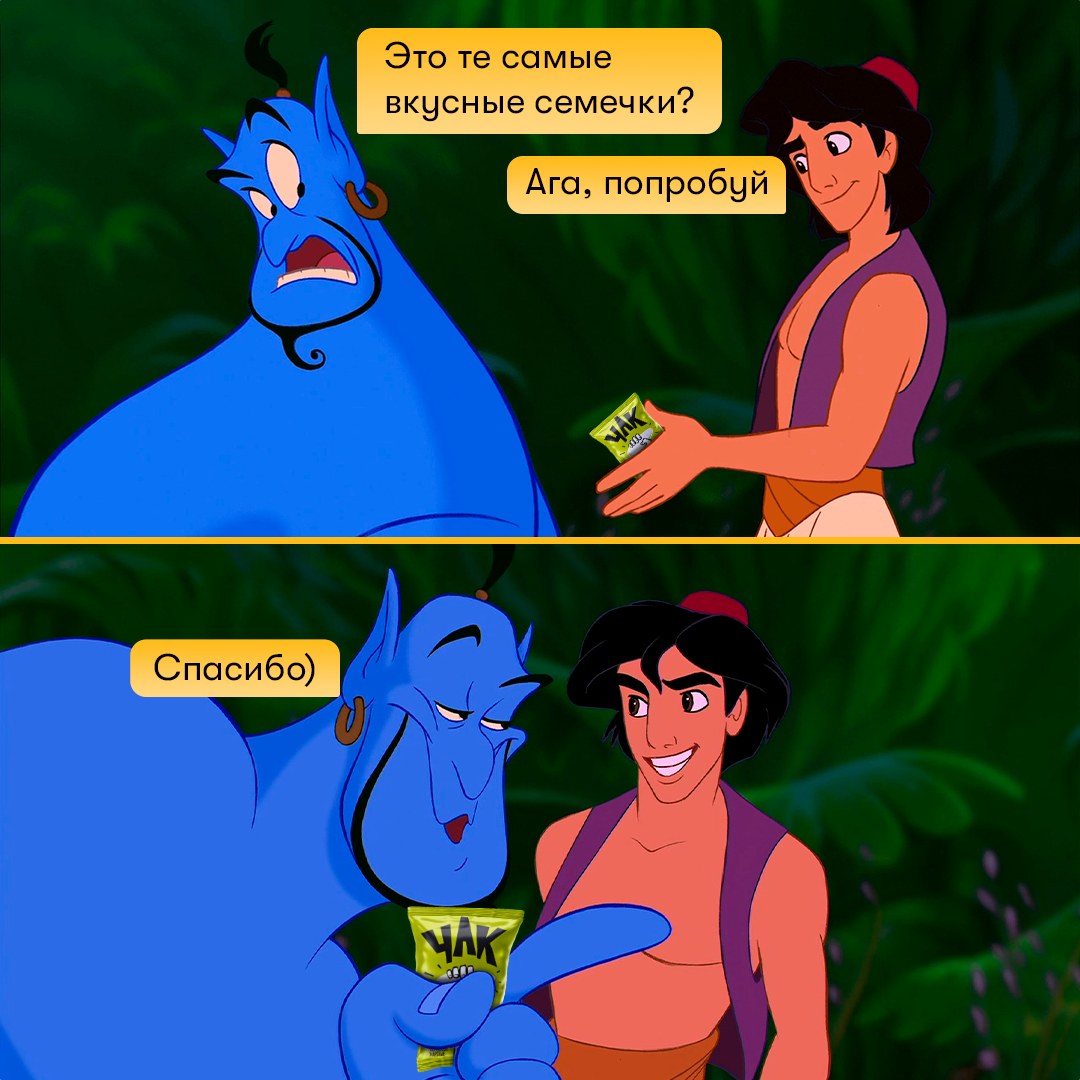 Это те самые
вкусные семечки?
Ага, попробуй
ЧАК
Спасибо)
ЧАК